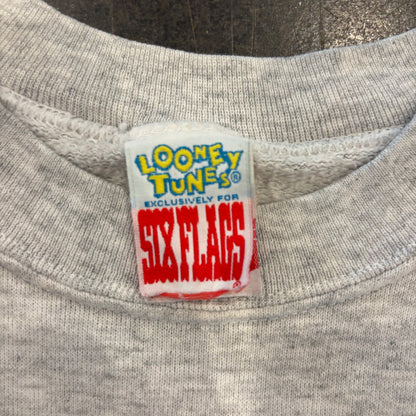 LOONEY
TUNES®
EXCLUSIVELY FOR
SIX FLAGS
®